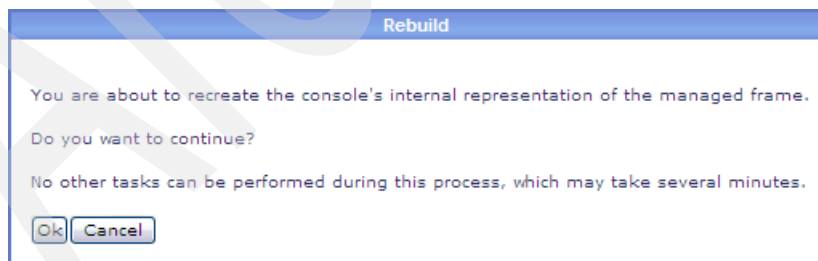 Rebuild
You are about to recreate the console's internal representation of the managed frame.
Do you want to continue?
No other tasks can be performed during this process, which may take several minutes.
Ok Cancel